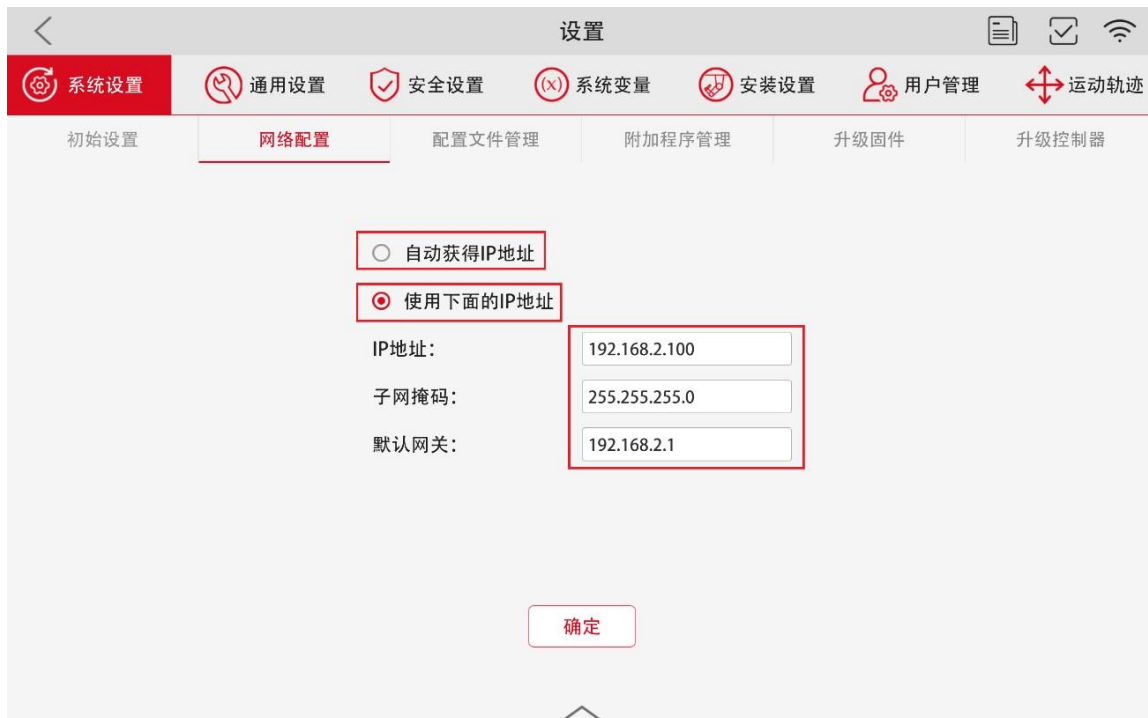 设置
系统设置 通用设置 安全设置 (x) 系统变量 安装设置 用户管理 运动轨迹
初始设置 网络配置 配置文件管理 附加程序管理 升级固件 升级控制器
自动获得IP地址
使用下面的IP地址
IP地址： 192.168.2.100
子网掩码： 255.255.255.0
默认网关： 192.168.2.1
确定